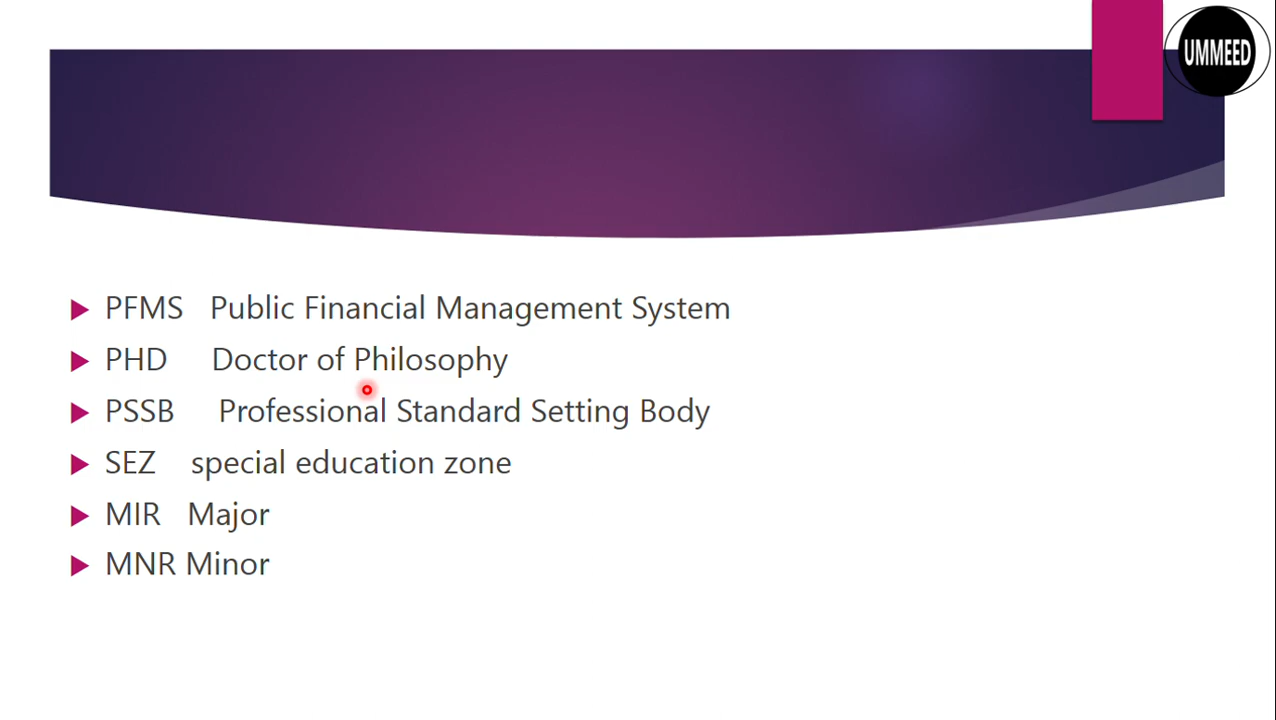 UMMEED
PFMS Public Financial Management System
PHD Doctor of Philosophy
PSSB Professional Standard Setting Body
SEZ special education zone
MIR Major
MNR Minor